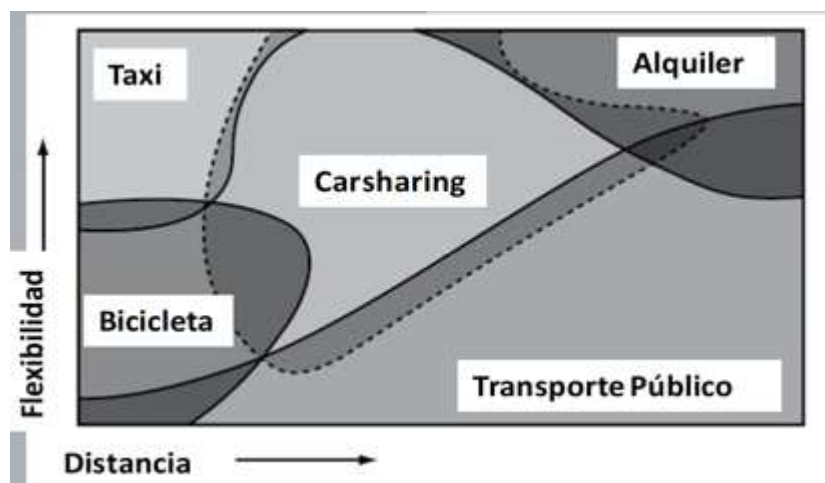 Taxi
Alquiler
Carsharing
Bicicleta
Transporte Público
Flexibilidad
Distancia